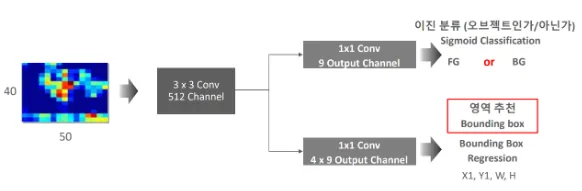 40
50
3 x 3 Conv
512 Channel
1x1 Conv
9 Output Channel
이진 분류 (오브젝트인가/아닌가)
Sigmoid Classification
FG or BG
1x1 Conv
4 x 9 Output Channel
영역 추천
Bounding box
Bounding Box
Regression
X1, Y1, W, H